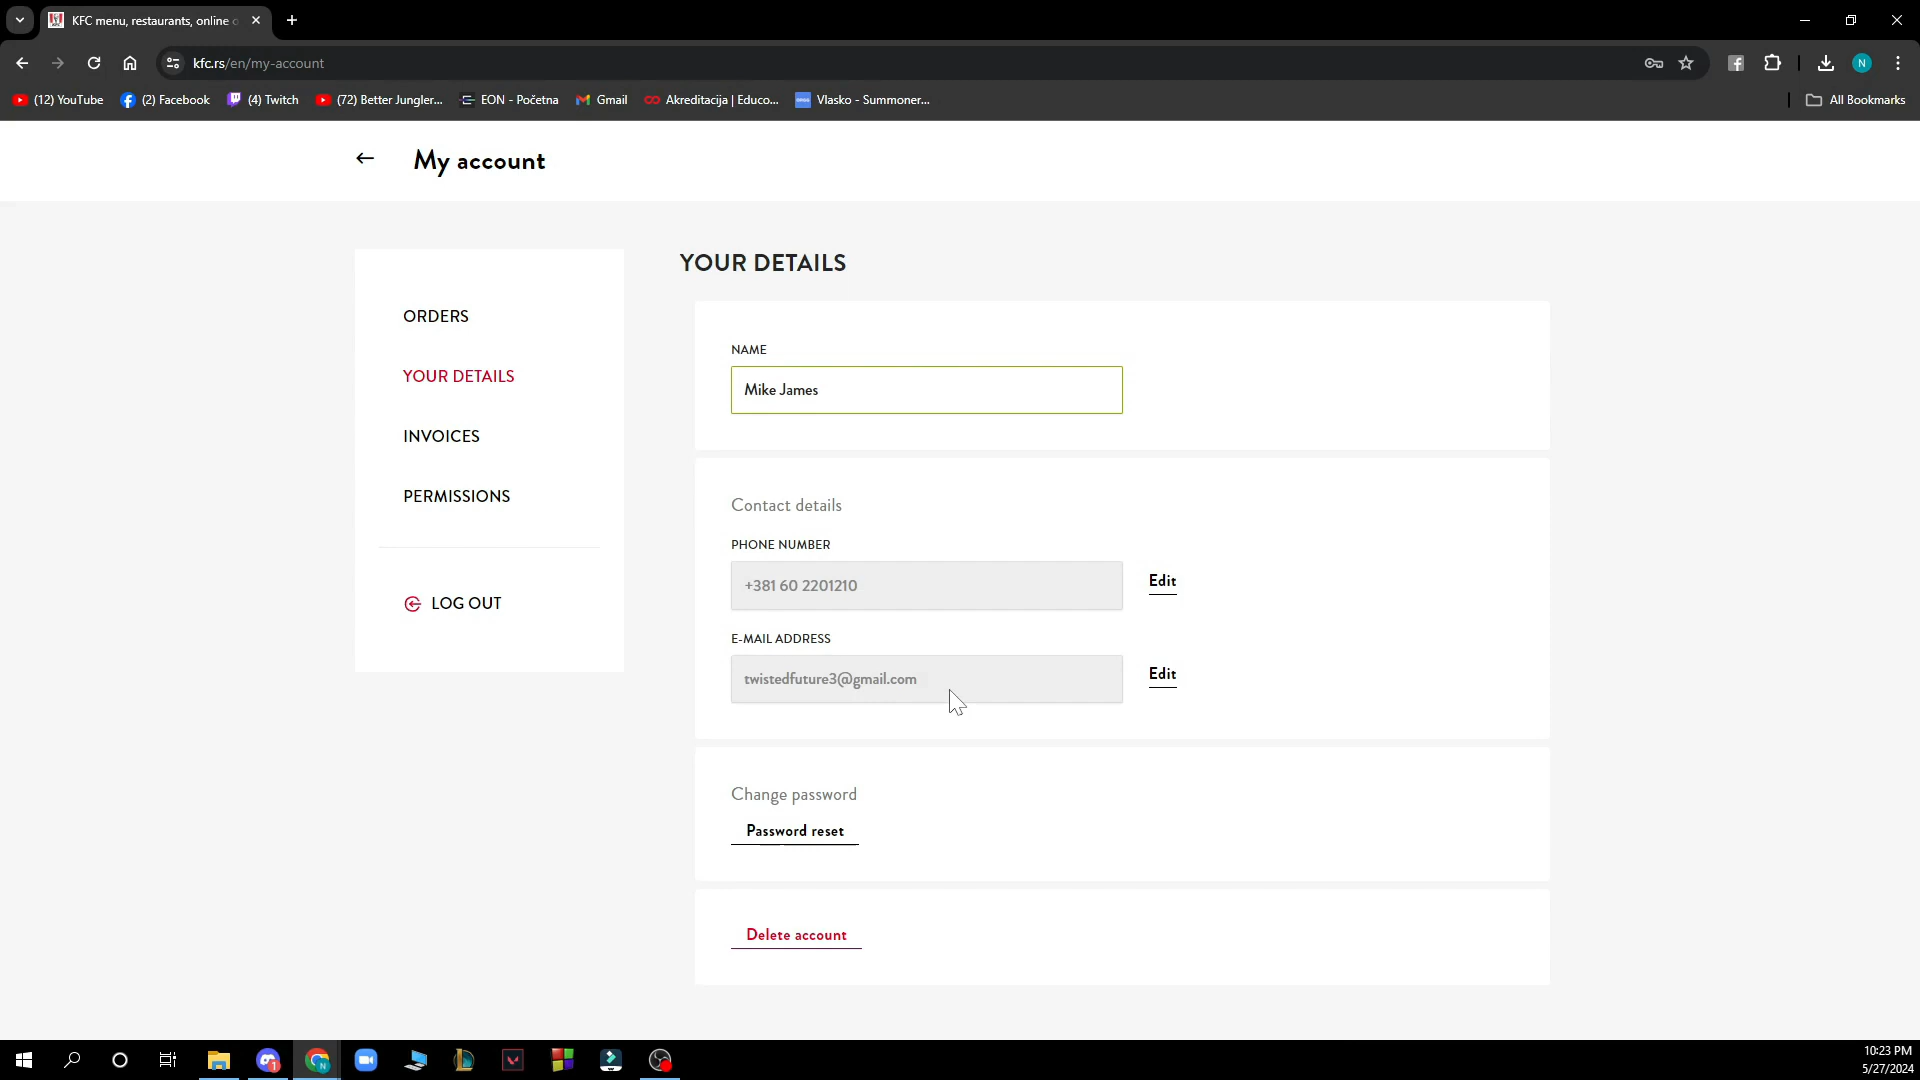 KFC menu, restaurants, online o
kfc.rs/en/my-account
N
(12) YouTube
(2) Facebook
(4) Twitch
(72) Better Jungler...
EON - Početna
Gmail
Akreditacija | Educo...
Vlasko - Summoner...
All Bookmarks
My account
ORDERS
YOUR DETAILS
INVOICES
PERMISSIONS
LOG OUT
YOUR DETAILS
NAME
Mike James
Contact details
PHONE NUMBER
+381 60 2201210
Edit
E-MAIL ADDRESS
twistedfuture3@gmail.com
Edit
Change password
Password reset
Delete account
1
N
10:23 PM
5/27/2024